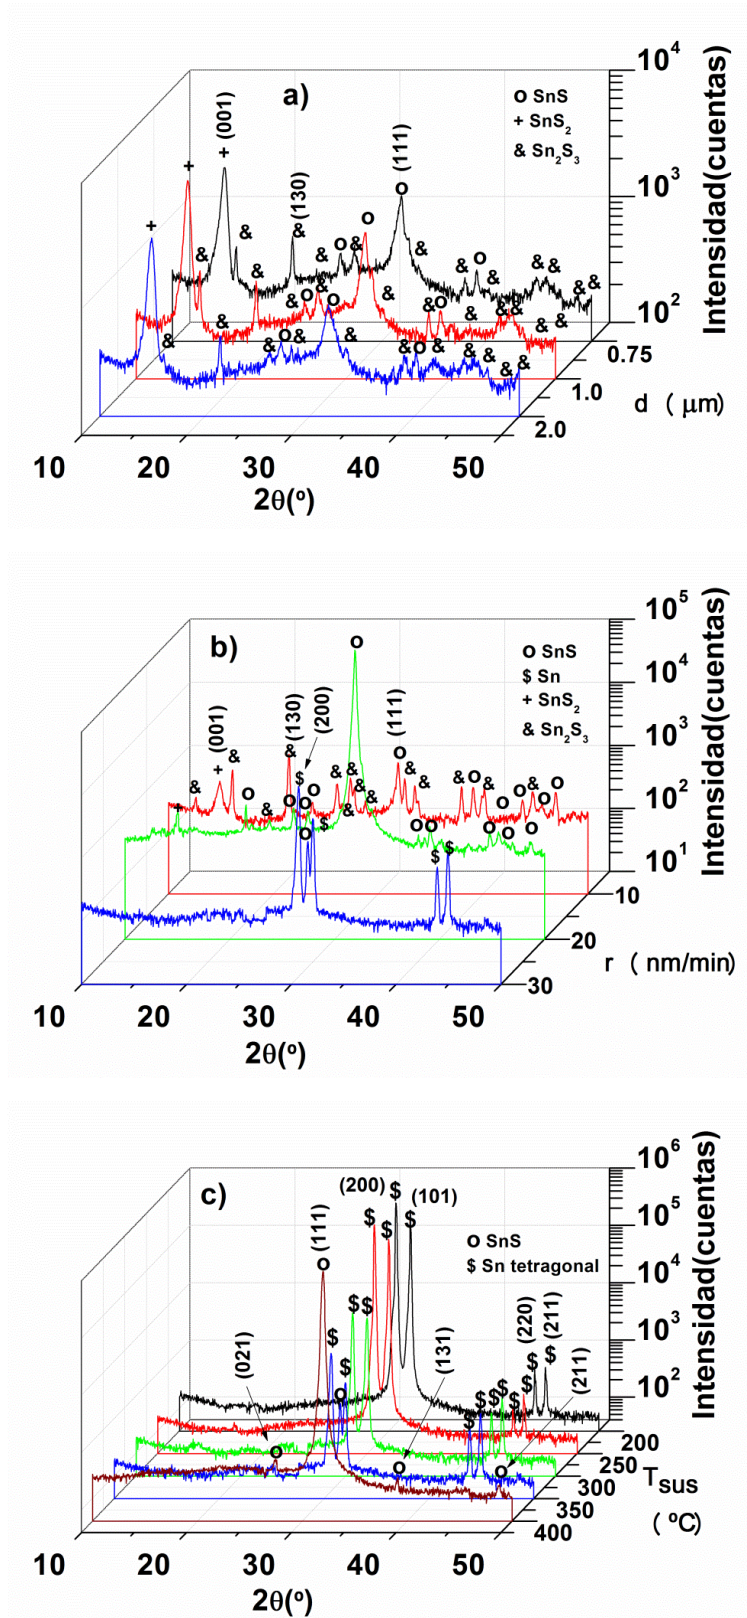 a)
o SnS
+ SnS2
& Sn2S3
+ (001)
&(130)
(111)
Intensidad(cuentas)
10^4
10^3
10^2
0.75
1.0
2.0
d ( μm)
10 20 30 40 50
2θ(º)
b)
o SnS
$ Sn
+ SnS2
& Sn2S3
(001)
(130)
(200)
(111)
Intensidad(cuentas)
10^5
10^4
10^3
10^2
10^1
10
20
30
r ( nm/min)
10 20 30 40 50
2θ(º)
c)
(200)
(101)
(111)
o SnS
$ Sn tetragonal
(021)
(131)
(220)
(211)
(211)
Intensidad(cuentas)
10^6
10^5
10^4
10^3
10^2
200
250
300
350
400
Tsus
( ºC)
10 20 30 40 50
2θ(º)